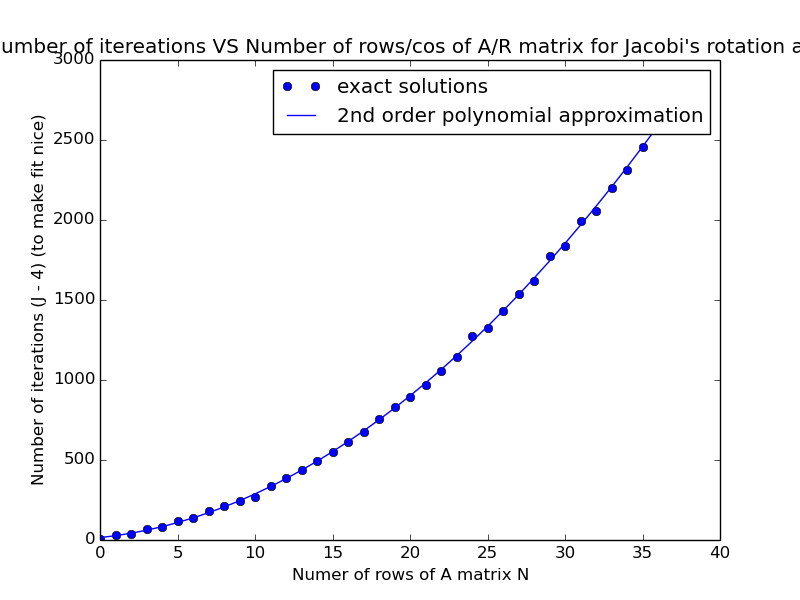 umber of itereations VS Number of rows/cos of A/R matrix for Jacobi's rotation a
3000
2500
2000
1500
1000
500
0
exact solutions
2nd order polynomial approximation
Number of iterations (J - 4) (to make fit nice)
0 5 10 15 20 25 30 35 40
Numer of rows of A matrix N